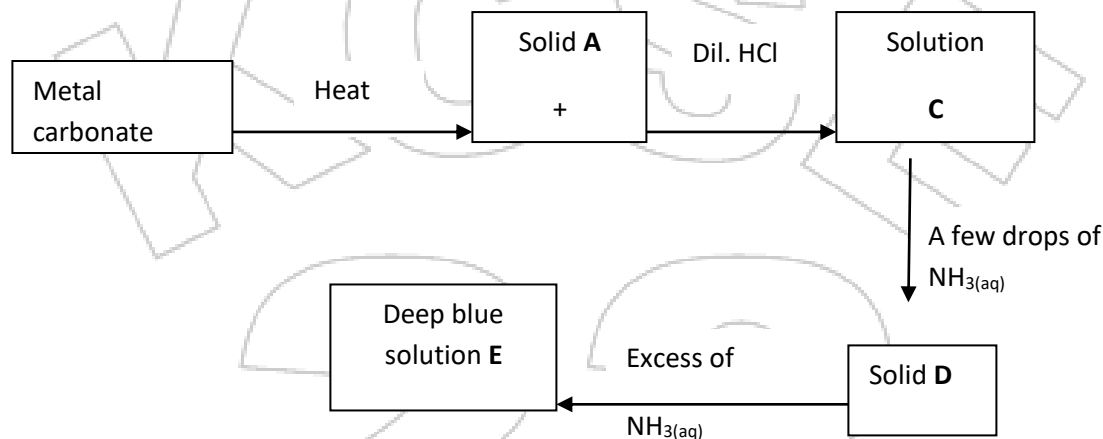 Metal
carbonate
Heat
Solid A
+
Dil. HCl
Solution
C
A few drops of
NH3(aq)
Solid D
Excess of
NH3(aq)
Deep blue
solution E